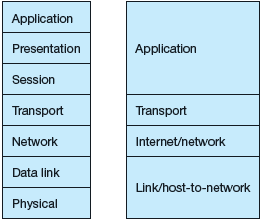 Application
Presentation
Session
Transport
Network
Data link
Physical
Application
Transport
Internet/network
Link/host-to-network